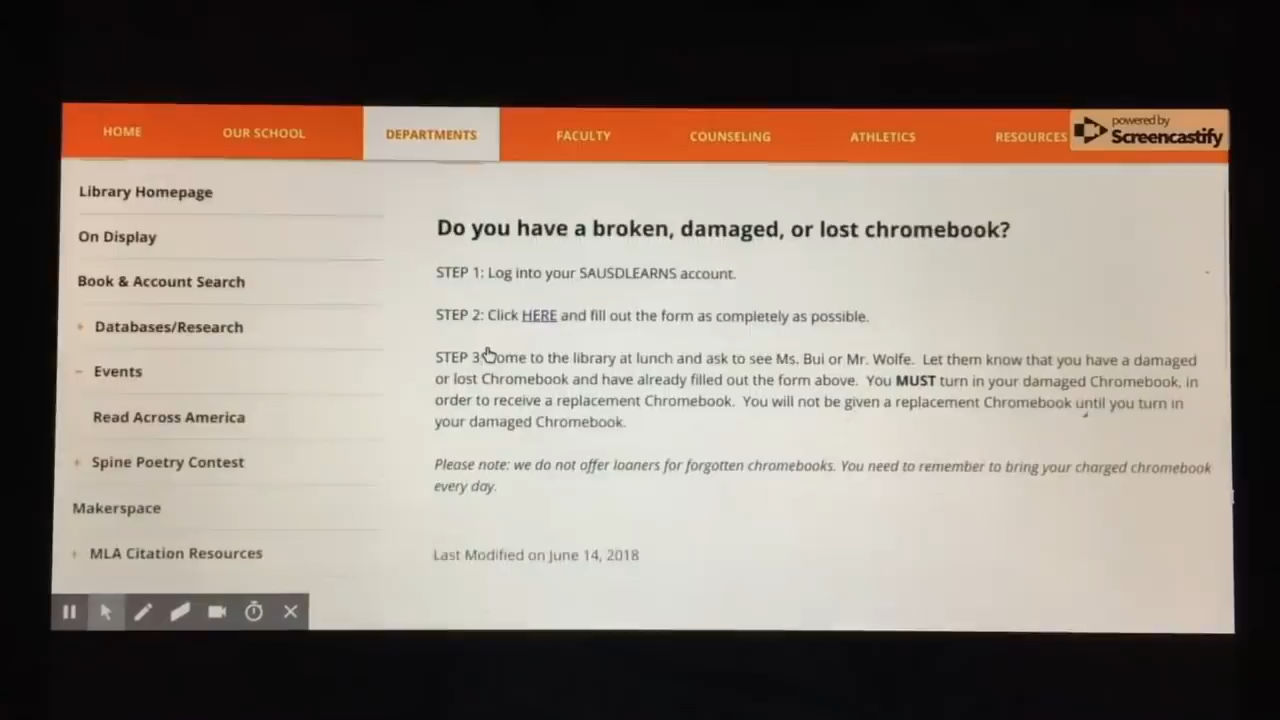 HOME OUR SCHOOL DEPARTMENTS FACULTY COUNSELING ATHLETICS RESOURCES
powered by
Screencastify
Library Homepage
On Display
Book & Account Search
+ Databases/Research
− Events
Read Across America
+ Spine Poetry Contest
Makerspace
+ MLA Citation Resources
Do you have a broken, damaged, or lost chromebook?
STEP 1: Log into your SAUSDLEARNS account.
STEP 2: Click HERE and fill out the form as completely as possible.
STEP 3: Come to the library at lunch and ask to see Ms. Bui or Mr. Wolfe. Let them know that you have a damaged
or lost Chromebook and have already filled out the form above. You MUST turn in your damaged Chromebook, in
order to receive a replacement Chromebook. You will not be given a replacement Chromebook until you turn in
your damaged Chromebook.
Please note: we do not offer loaners for forgotten chromebooks. You need to remember to bring your charged chromebook
every day.
Last Modified on June 14, 2018